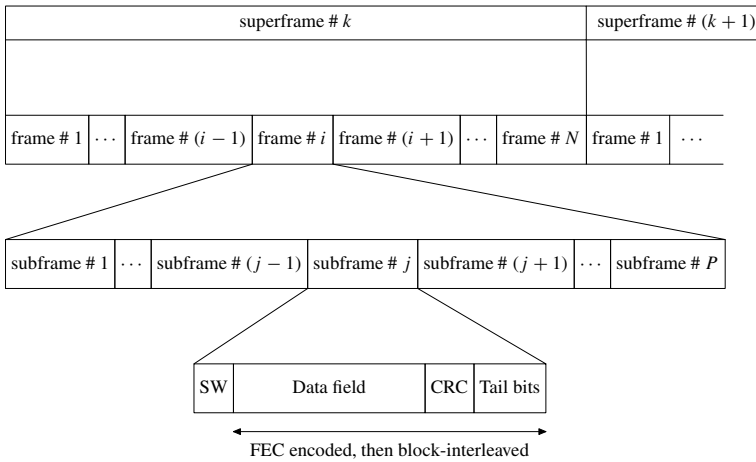 superframe # k superframe # (k + 1)
frame # 1 ··· frame # (i − 1) frame # i frame # (i + 1) ··· frame # N frame # 1 ···
subframe # 1 ··· subframe # (j − 1) subframe # j subframe # (j + 1) ··· subframe # P
SW Data field CRC Tail bits
FEC encoded, then block-interleaved